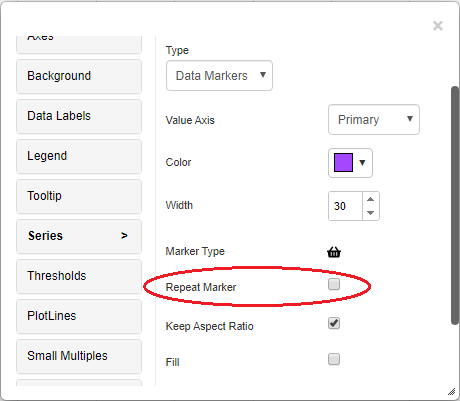 ×
Axes
Background
Data Labels
Legend
Tooltip
Series >
Thresholds
PlotLines
Small Multiples
Type
Data Markers
Value Axis Primary
Color
Width 30
Marker Type
Repeat Marker
Keep Aspect Ratio
Fill